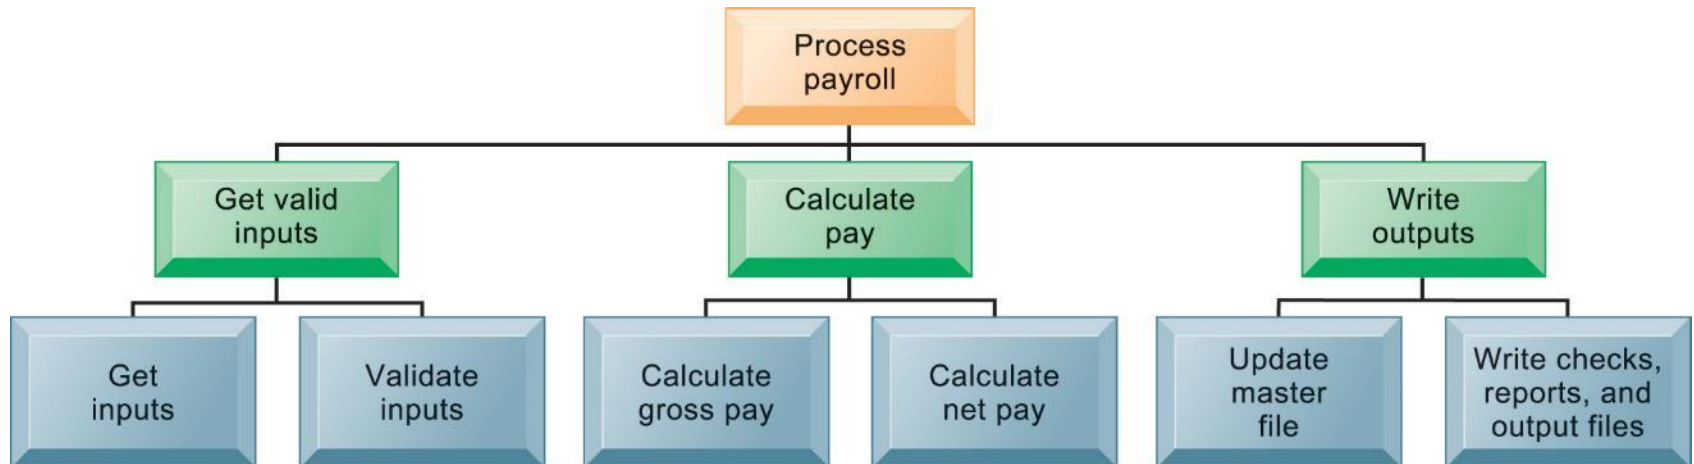 Process
payroll
Get valid
inputs
Calculate
pay
Write
outputs
Get
inputs
Validate
inputs
Calculate
gross pay
Calculate
net pay
Update
master
file
Write checks,
reports, and
output files